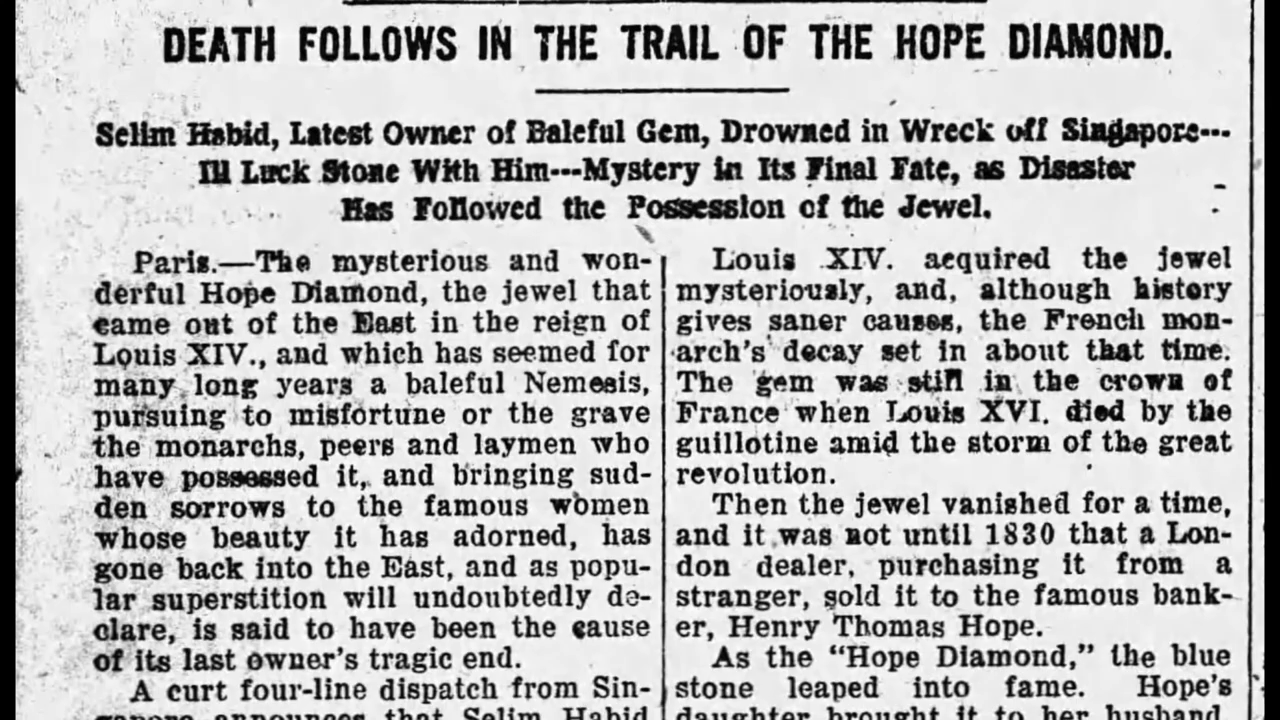 DEATH FOLLOWS IN THE TRAIL OF THE HOPE DIAMOND.
Selim Habid, Latest Owner of Baleful Gem, Drowned in Wreck off Singapore---
Ill Luck Stone With Him---Mystery in Its Final Fate, as Disaster
Has Followed the Possession of the Jewel.
Paris.—The mysterious and won-
derful Hope Diamond, the jewel that
came out of the East in the reign of
Louis XIV., and which has seemed for
many long years a baleful Nemesis,
pursuing to misfortune or the grave
the monarchs, peers and laymen who
have possessed it, and bringing sud-
den sorrows to the famous women
whose beauty it has adorned, has
gone back into the East, and as popu-
lar superstition will undoubtedly de-
clare, is said to have been the cause
of its last owner's tragic end.
A curt four-line dispatch from Sin-
gapore announces that Selim Habid
Louis XIV. acquired the jewel
mysteriously, and, although history
gives saner causes, the French mon-
arch's decay set in about that time.
The gem was still in the crown of
France when Louis XVI. died by the
guillotine amid the storm of the great
revolution.
Then the jewel vanished for a time,
and it was not until 1830 that a Lon-
don dealer, purchasing it from a
stranger, sold it to the famous bank-
er, Henry Thomas Hope.
As the "Hope Diamond," the blue
stone leaped into fame. Hope's
daughter brought it to her husband,